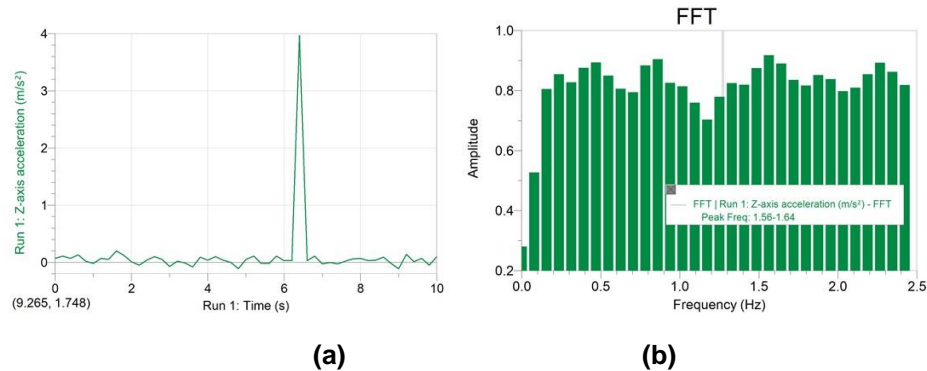 4
3
2
1
0
0
2
4
6
8
10
Run 1: Z-axis acceleration (m/s²)
(9.265, 1.748)
Run 1: Time (s)
(a)
FFT
1.0
0.8
0.6
0.4
0.2
0.0
0.5
1.0
1.5
2.0
2.5
Amplitude
Frequency (Hz)
FFT | Run 1: Z-axis acceleration (m/s²) - FFT
Peak Freq: 1.56-1.64
(b)